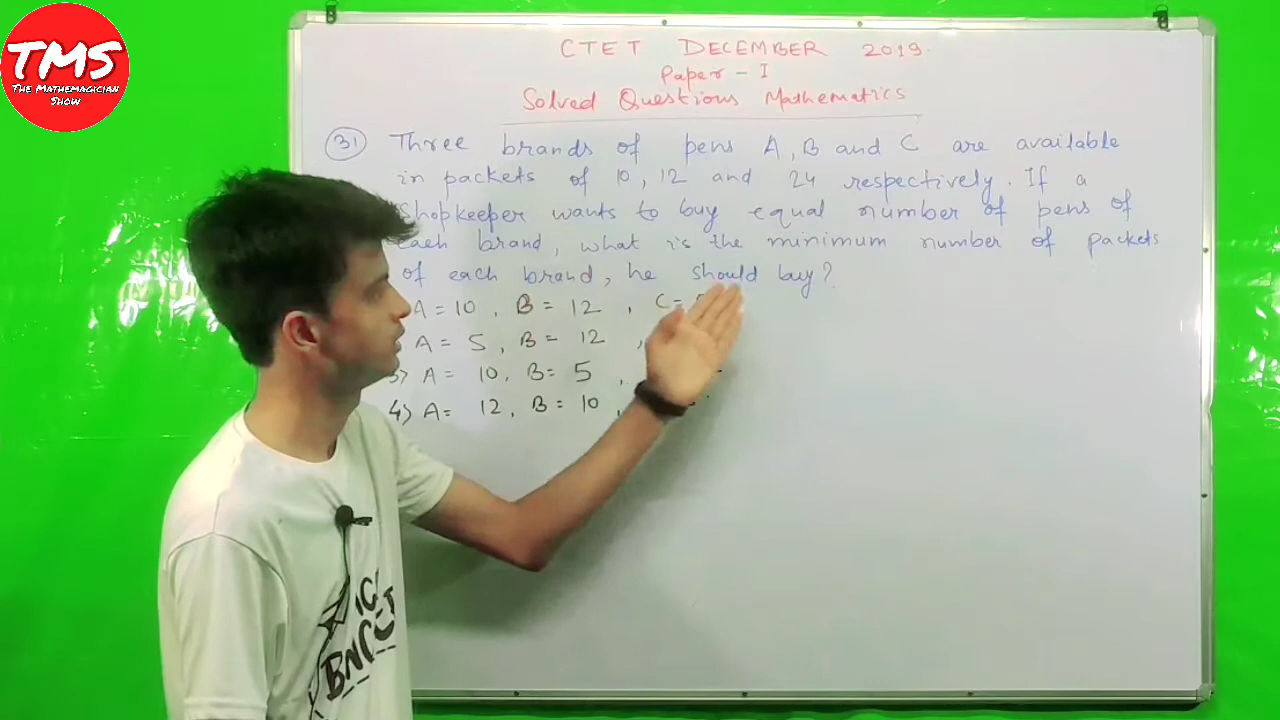 TMS
THE MATHEMAGICIAN
SHOW
CTET DECEMBER 2019.
Paper - I
Solved Questions Mathematics
31 Three brands of pens A, B and C are available
in packets of 10, 12 and 24 respectively. If a
Shopkeeper wants to buy equal number of pens of
each brand, what is the minimum number of packets
of each brand, he should buy?
A = 10, B = 12, C =
A = 5, B = 12,
3) A = 10, B = 5,
4) A = 12, B = 10,